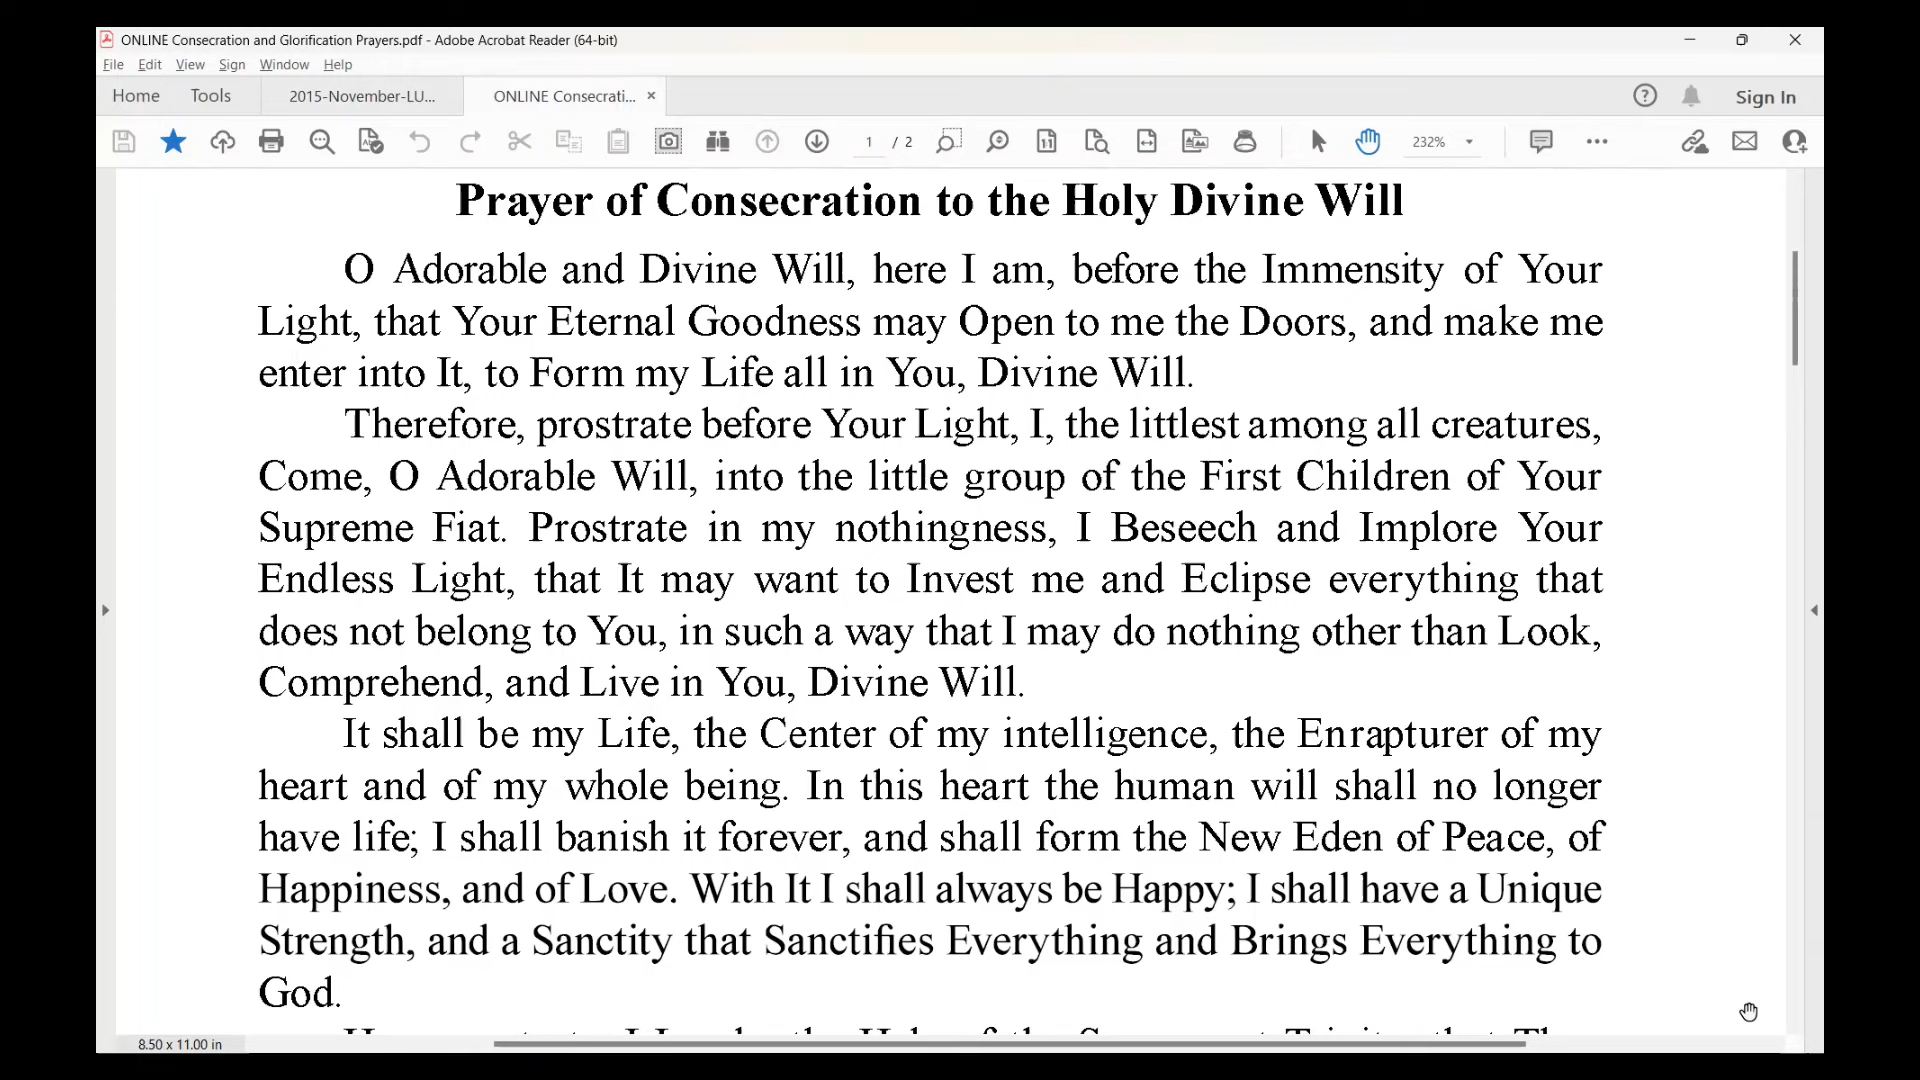 ONLINE Consecration and Glorification Prayers.pdf - Adobe Acrobat Reader (64-bit)
File Edit View Sign Window Help
Home Tools 2015-November-LU... ONLINE Consecrati... × Sign In
1 / 2 232%
Prayer of Consecration to the Holy Divine Will
O Adorable and Divine Will, here I am, before the Immensity of Your
Light, that Your Eternal Goodness may Open to me the Doors, and make me
enter into It, to Form my Life all in You, Divine Will.
Therefore, prostrate before Your Light, I, the littlest among all creatures,
Come, O Adorable Will, into the little group of the First Children of Your
Supreme Fiat. Prostrate in my nothingness, I Beseech and Implore Your
Endless Light, that It may want to Invest me and Eclipse everything that
does not belong to You, in such a way that I may do nothing other than Look,
Comprehend, and Live in You, Divine Will.
It shall be my Life, the Center of my intelligence, the Enrapturer of my
heart and of my whole being. In this heart the human will shall no longer
have life; I shall banish it forever, and shall form the New Eden of Peace, of
Happiness, and of Love. With It I shall always be Happy; I shall have a Unique
Strength, and a Sanctity that Sanctifies Everything and Brings Everything to
God.
8.50 x 11.00 in